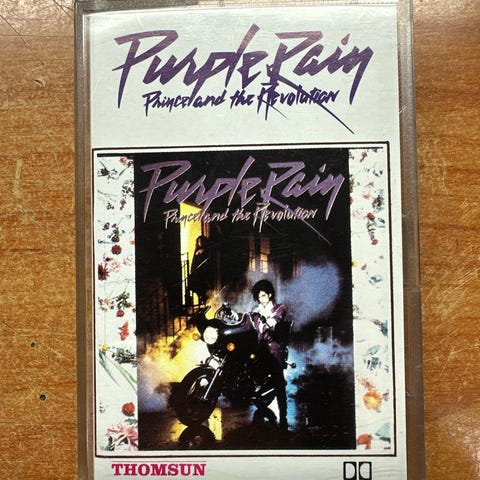 Purple Rain
Prince and the Revolution
Purple Rain
Prince and the Revolution
THOMSUN